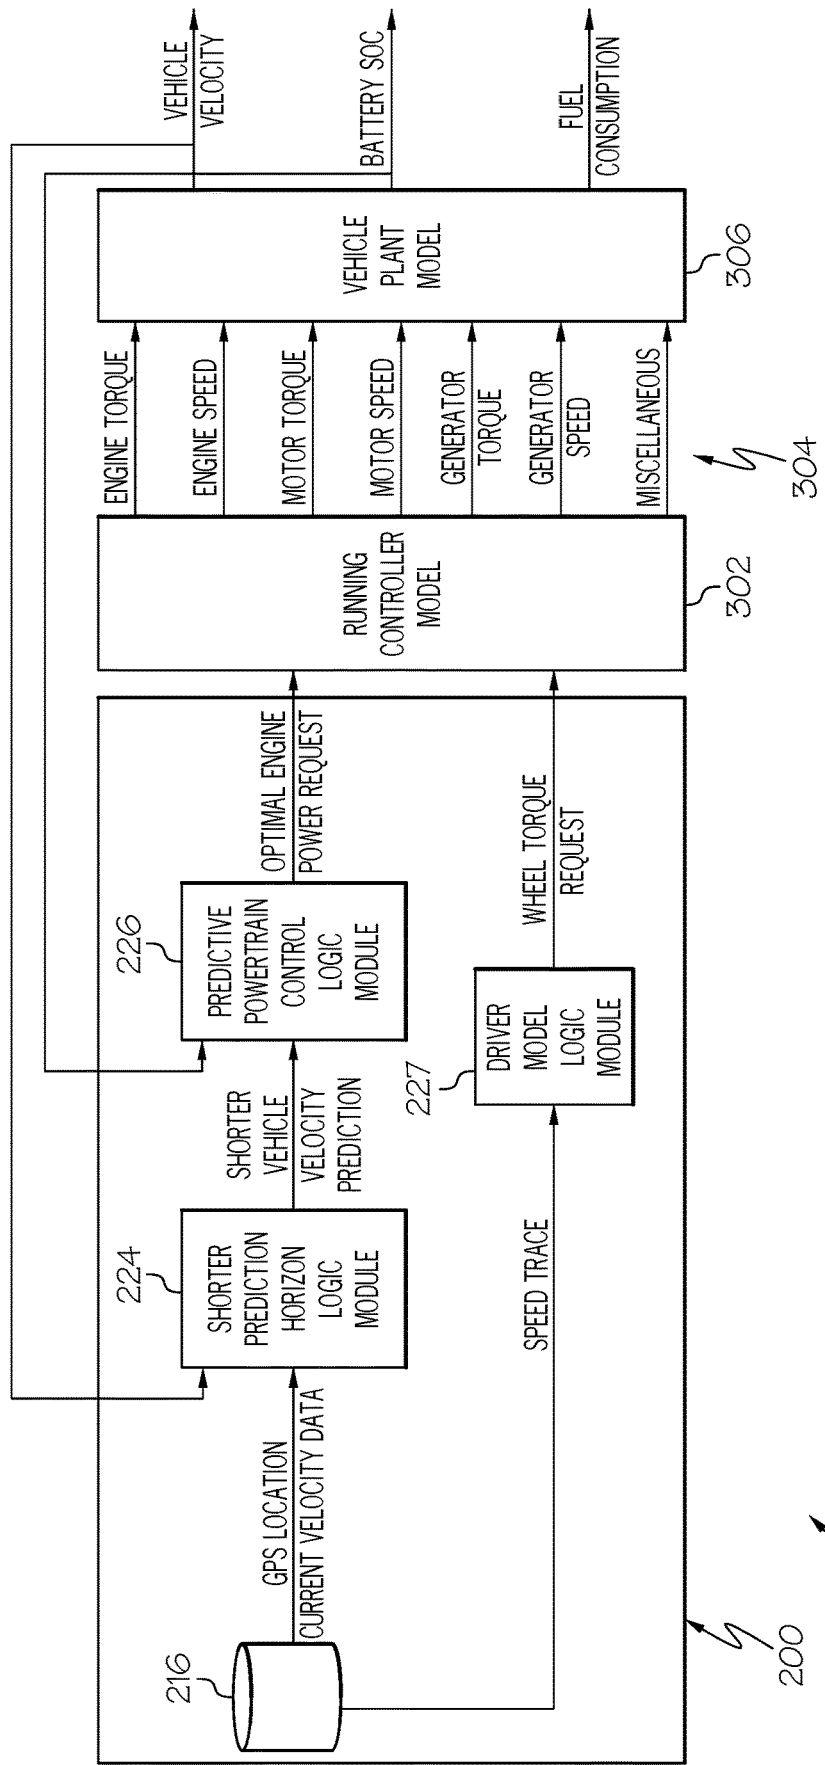 216
GPS LOCATION
CURRENT VELOCITY DATA
224
SHORTER
PREDICTION
HORIZON
LOGIC
MODULE
SHORTER
VEHICLE
VELOCITY
PREDICTION
226
PREDICTIVE
POWERTRAIN
CONTROL
LOGIC
MODULE
OPTIMAL ENGINE
POWER REQUEST
SPEED TRACE
227
DRIVER
MODEL
LOGIC
MODULE
WHEEL TORQUE
REQUEST
200
RUNNING
CONTROLLER
MODEL
302
ENGINE TORQUE
ENGINE SPEED
MOTOR TORQUE
MOTOR SPEED
GENERATOR
TORQUE
GENERATOR
SPEED
MISCELLANEOUS
304
VEHICLE
PLANT
MODEL
306
VEHICLE
VELOCITY
BATTERY SOC
FUEL
CONSUMPTION